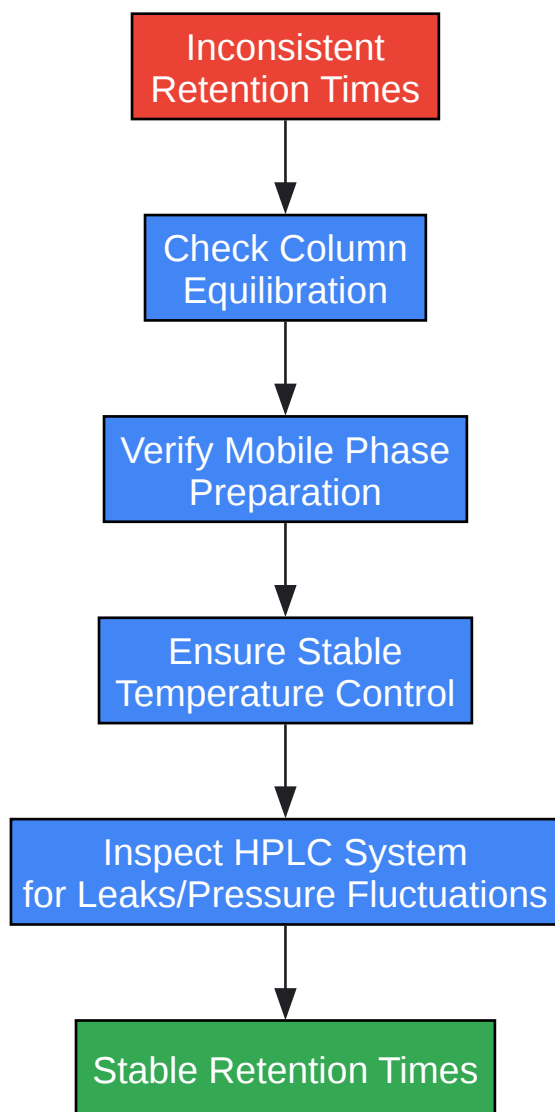 Inconsistent
Retention Times
Check Column
Equilibration
Verify Mobile Phase
Preparation
Ensure Stable
Temperature Control
Inspect HPLC System
for Leaks/Pressure Fluctuations
Stable Retention Times